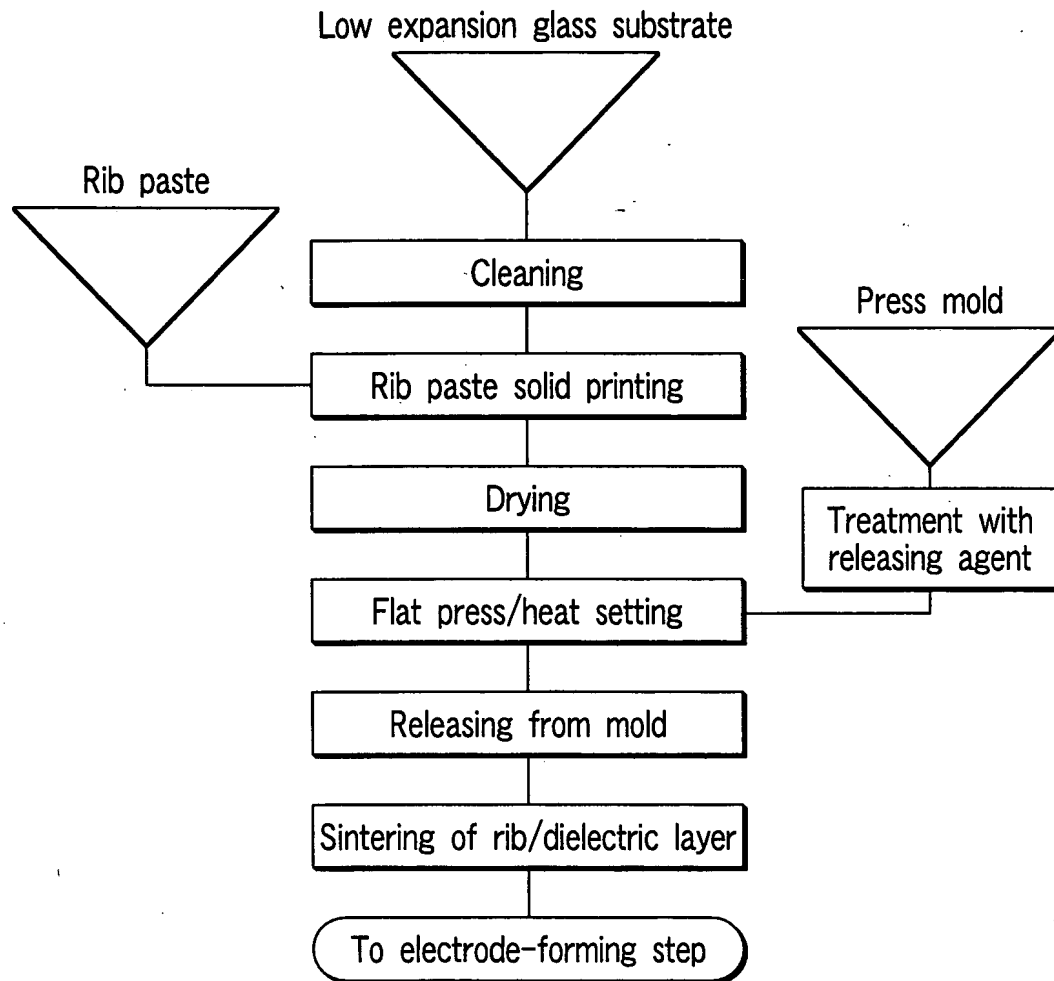 Low expansion glass substrate
Rib paste
Cleaning
Press mold
Rib paste solid printing
Drying
Treatment with
releasing agent
Flat press/heat setting
Releasing from mold
Sintering of rib/dielectric layer
To electrode-forming step